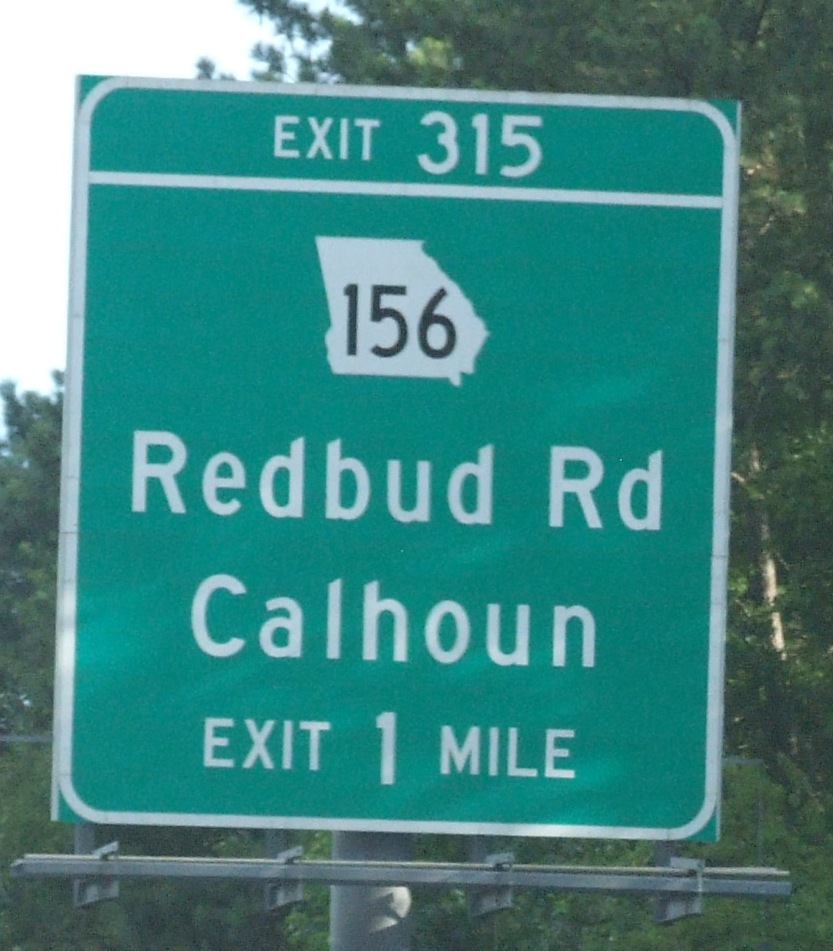 EXIT 315
156
Redbud Rd
Calhoun
EXIT 1 MILE